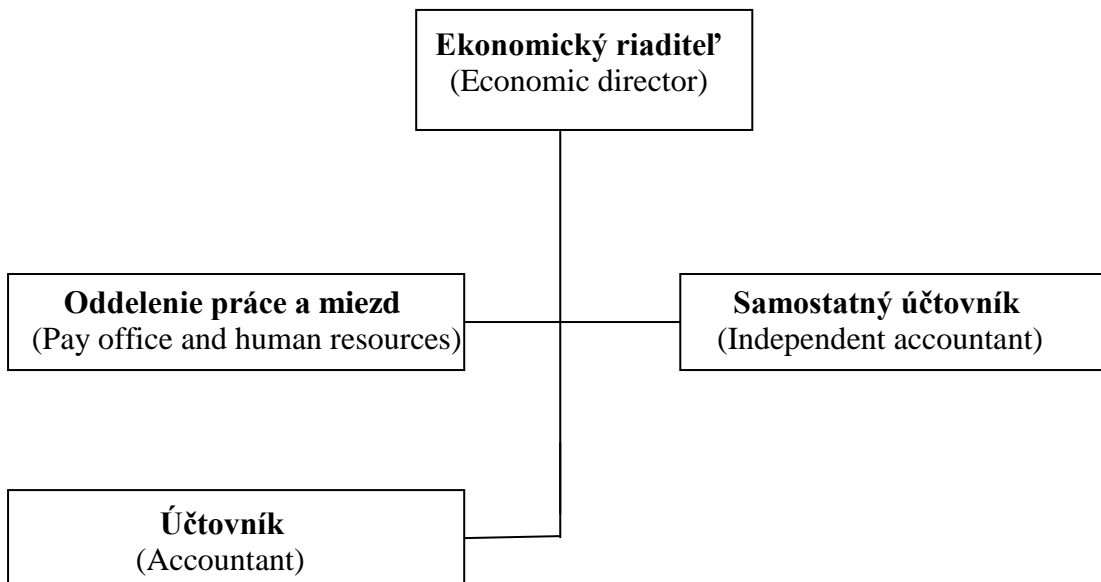 Ekonomický riaditeľ
(Economic director)
Oddelenie práce a miezd
(Pay office and human resources)
Samostatný účtovník
(Independent accountant)
Účtovník
(Accountant)